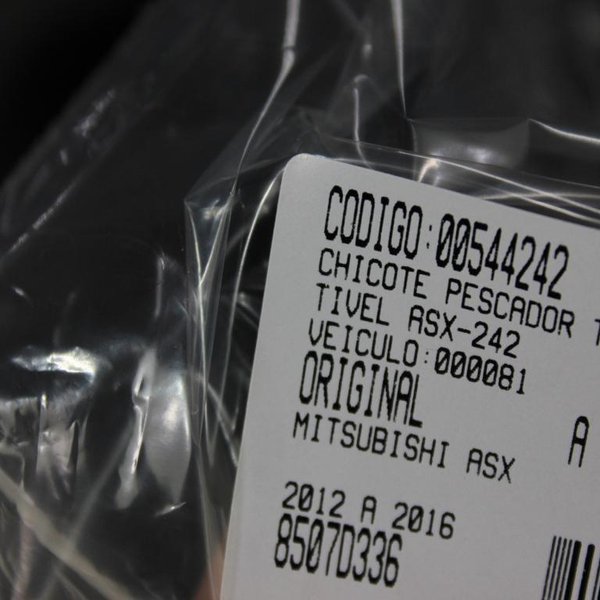 CODIGO:00544242
CHICOTE PESCADOR T
TIVEL ASX-242
VEICULO:000081
ORIGINAL
A
MITSUBISHI ASX
2012 A 2016
8507D336